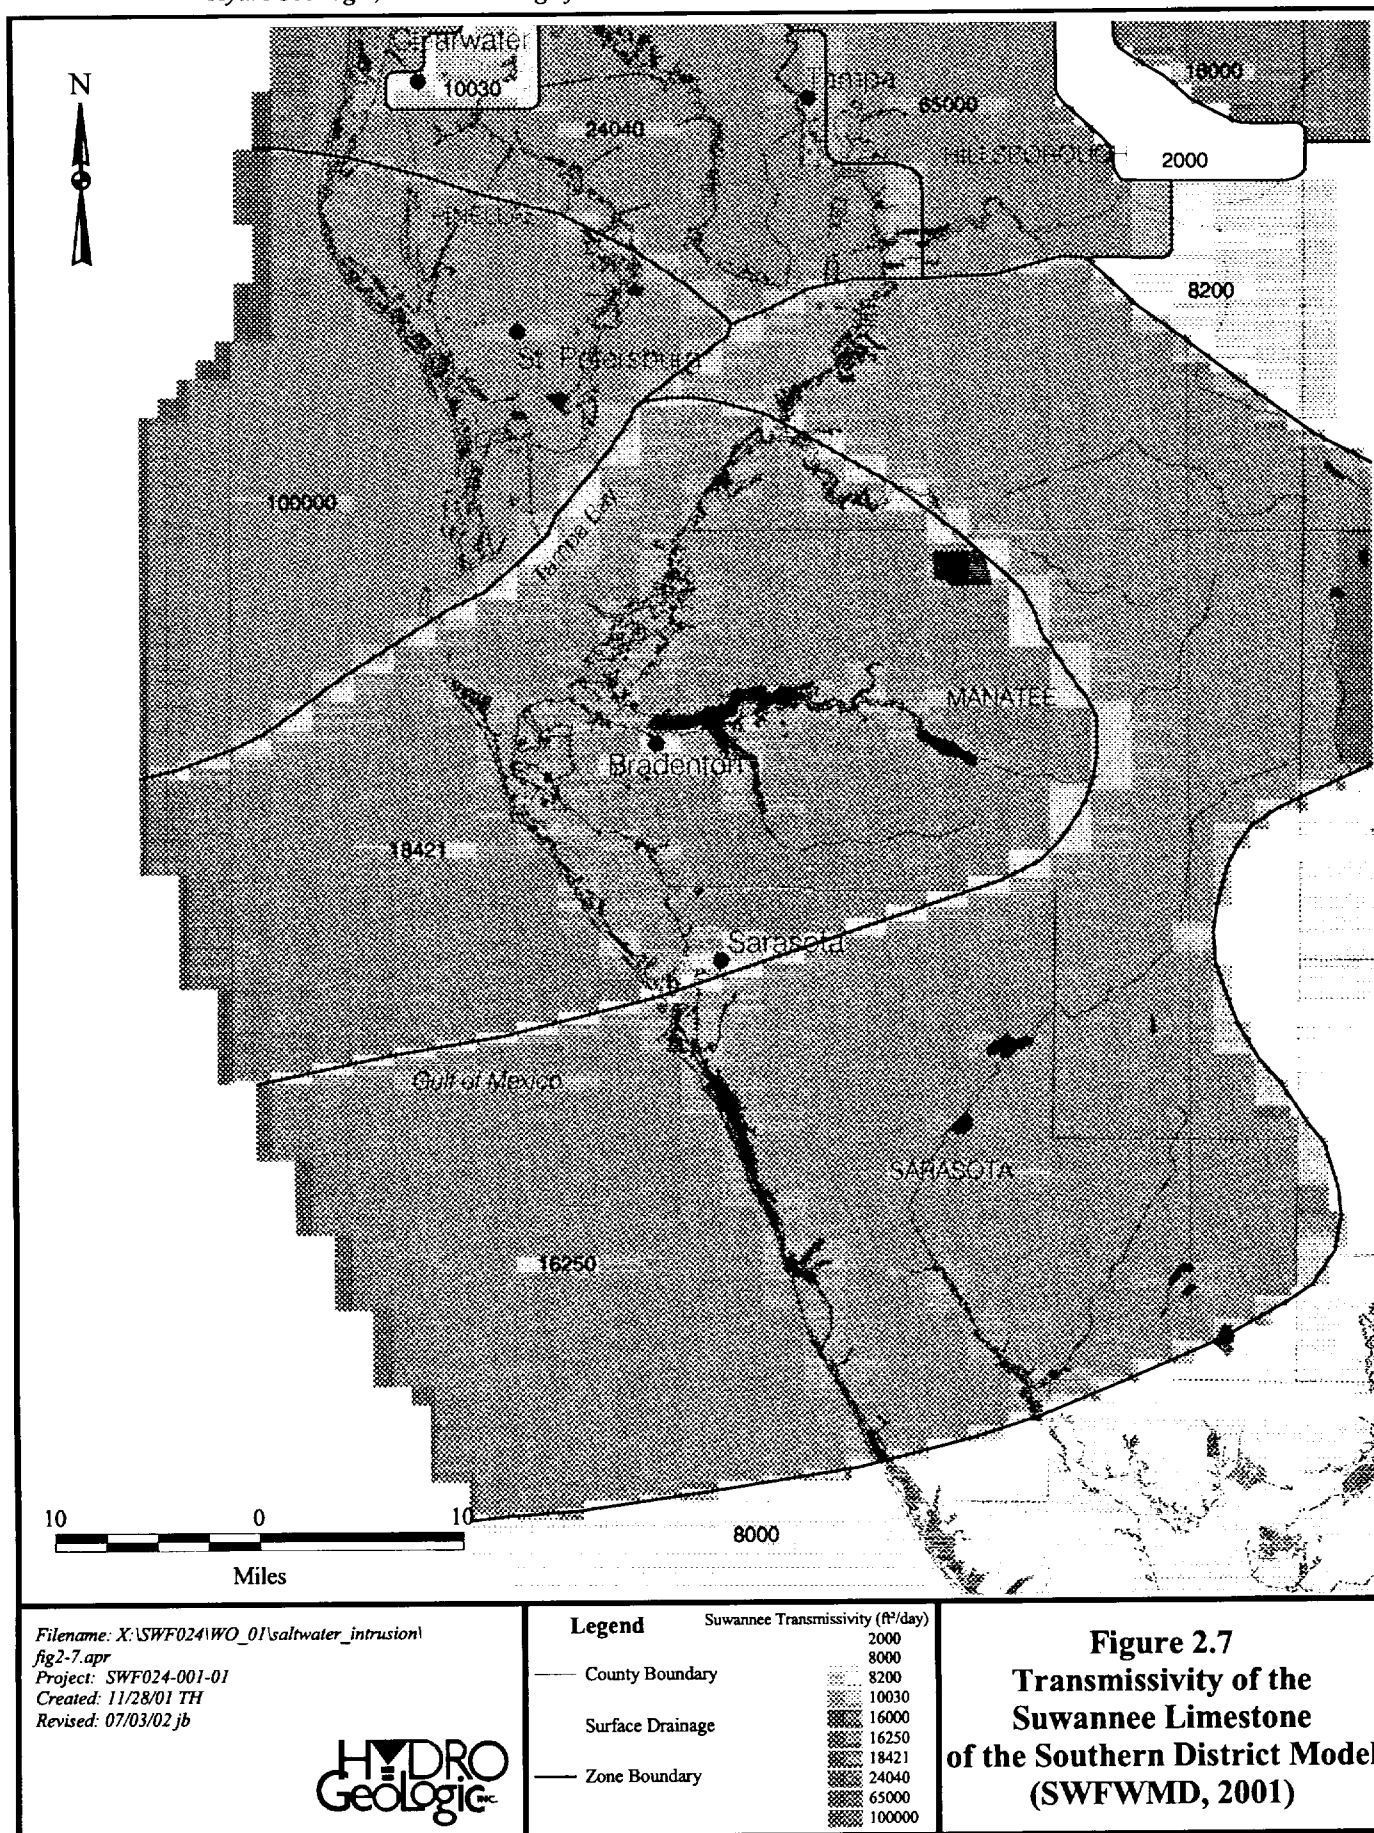 N
Clearwater
10030
Tampa
65000
16000
24040
HILLSBOROUGH
2000
PINELLAS
8200
St. Petersburg
100000
Tampa Bay
MANATEE
Bradenton
18421
Sarasota
Gulf of Mexico
SARASOTA
16250
10 0 10
Miles
8000
Filename: X:\SWF024\WO_01\saltwater_intrusion\
fig2-7.apr
Project: SWF024-001-01
Created: 11/28/01 TH
Revised: 07/03/02 jb
HYDRO
GeoLogic INC.
Legend
County Boundary
Surface Drainage
Zone Boundary
Suwannee Transmissivity (ft²/day)
2000
8000
8200
10030
16000
16250
18421
24040
65000
100000
Figure 2.7
Transmissivity of the
Suwannee Limestone
of the Southern District Model
(SWFWMD, 2001)